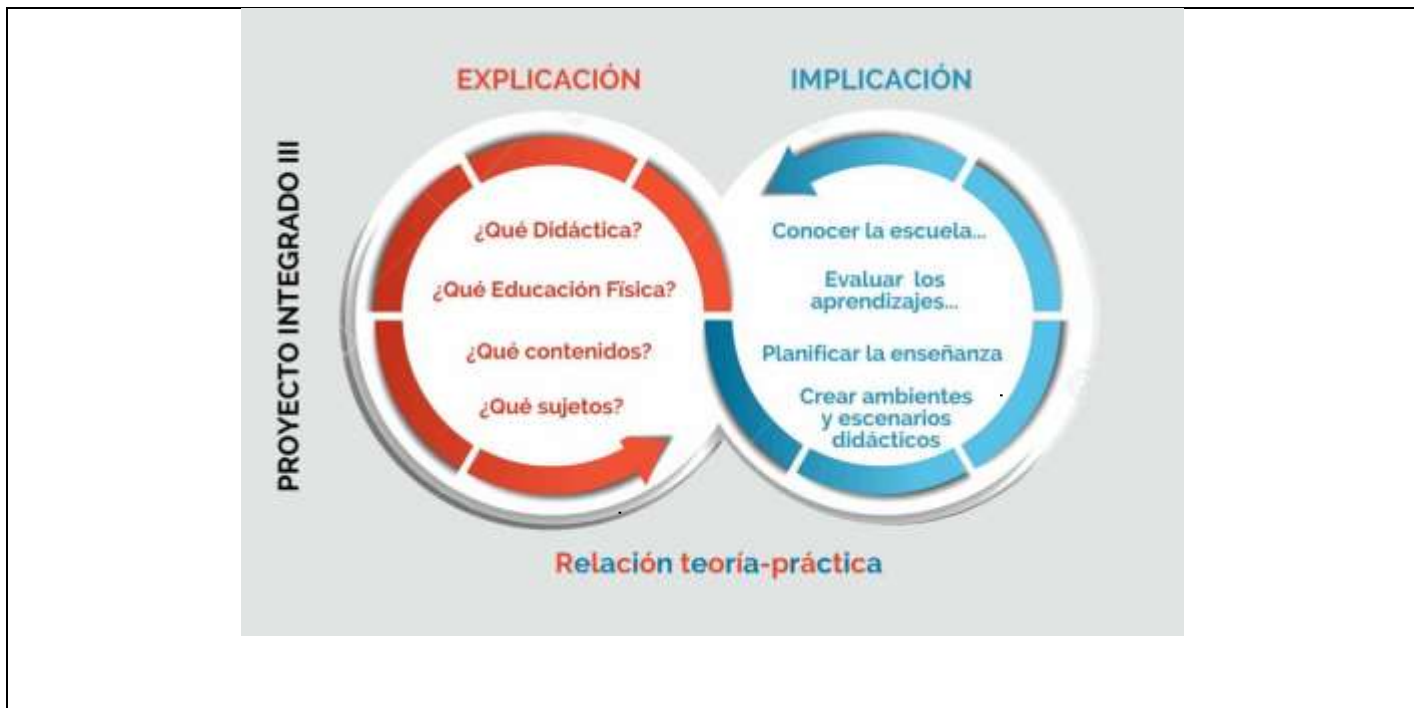 PROYECTO INTEGRADO III
EXPLICACIÓN
¿Qué Didáctica?
¿Qué Educación Física?
¿Qué contenidos?
¿Qué sujetos?
IMPLICACIÓN
Conocer la escuela...
Evaluar los
aprendizajes...
Planificar la enseñanza
Crear ambientes
y escenarios
didácticos
Relación teoría-práctica